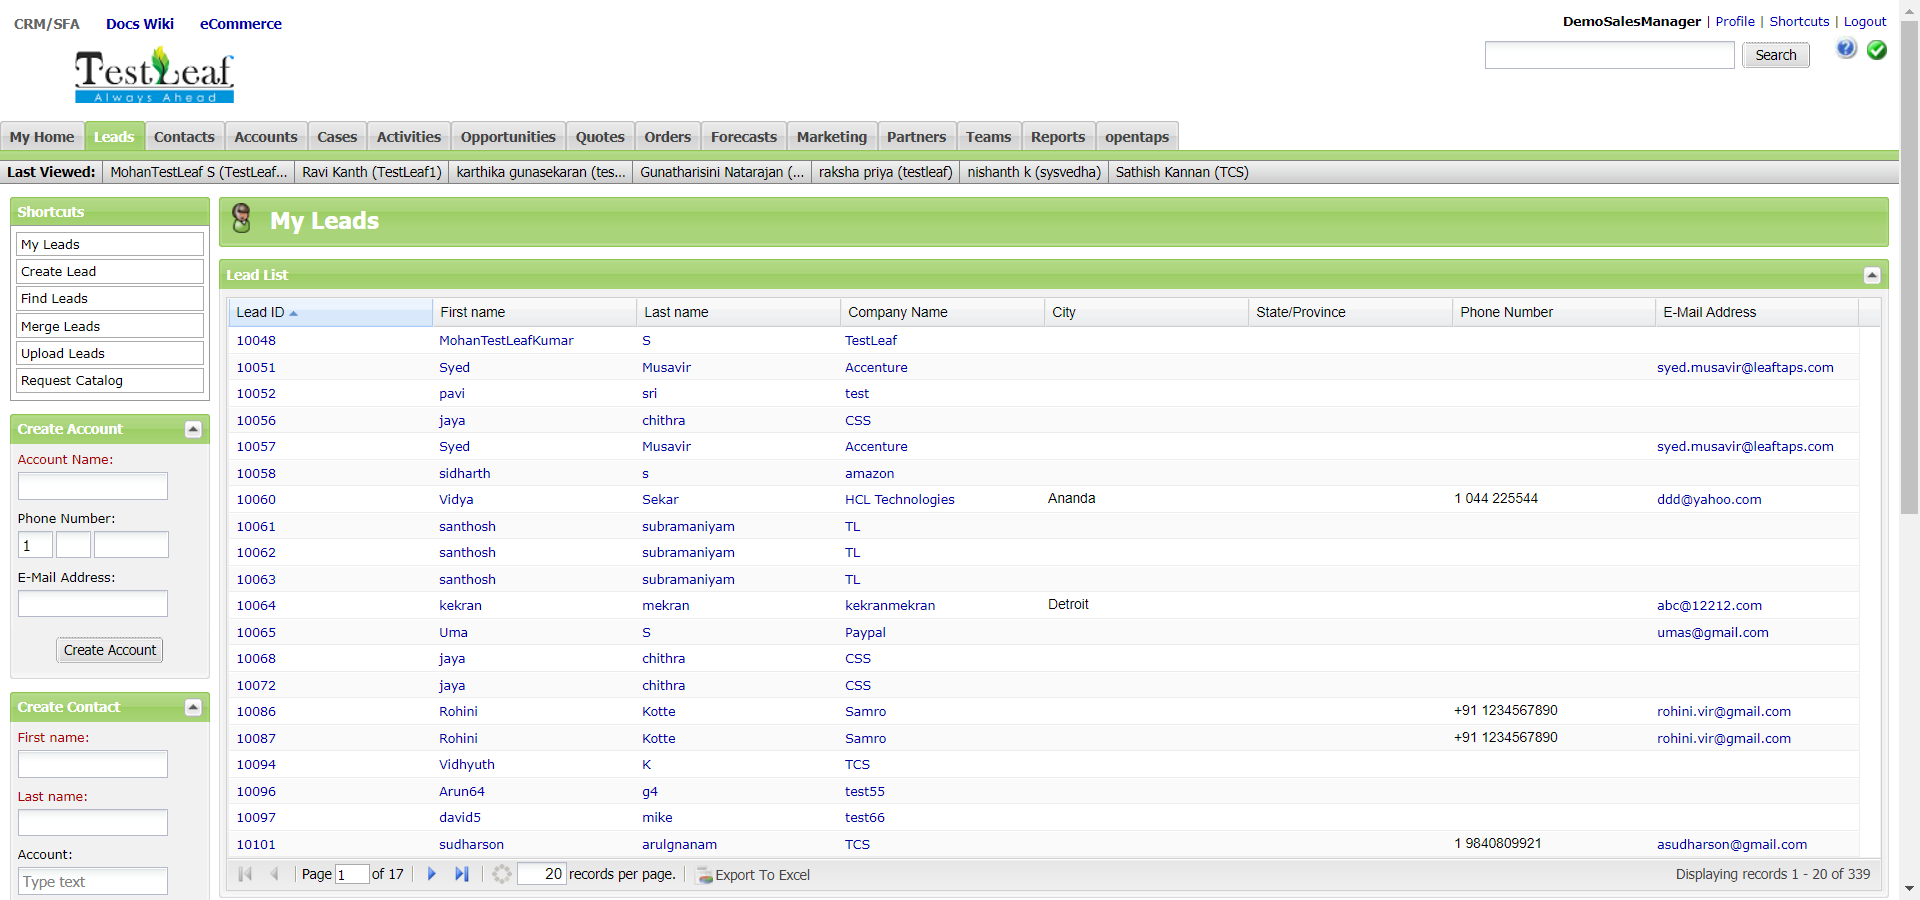 CRM/SFA Docs Wiki eCommerce
DemoSalesManager | Profile | Shortcuts | Logout
TestLeaf
Always Ahead
Search
My Home Leads Contacts Accounts Cases Activities Opportunities Quotes Orders Forecasts Marketing Partners Teams Reports opentaps
Last Viewed: MohanTestLeaf S (TestLeaf... Ravi Kanth (TestLeaf1) karthika gunasekaran (tes... Gunatharisini Natarajan (... raksha priya (testleaf) nishanth k (sysvedha) Sathish Kannan (TCS)
Shortcuts
My Leads
Create Lead
Find Leads
Merge Leads
Upload Leads
Request Catalog
Create Account
Account Name:
Phone Number:
1
E-Mail Address:
Create Account
Create Contact
First name:
Last name:
Account:
Type text
My Leads
Lead List
Lead ID First name Last name Company Name City State/Province Phone Number E-Mail Address
10048 MohanTestLeafKumar S TestLeaf
10051 Syed Musavir Accenture syed.musavir@leaftaps.com
10052 pavi sri test
10056 jaya chithra CSS
10057 Syed Musavir Accenture syed.musavir@leaftaps.com
10058 sidharth s amazon
10060 Vidya Sekar HCL Technologies Ananda 1 044 225544 ddd@yahoo.com
10061 santhosh subramaniyam TL
10062 santhosh subramaniyam TL
10063 santhosh subramaniyam TL
10064 kekran mekran kekranmekran Detroit abc@12212.com
10065 Uma S Paypal umas@gmail.com
10068 jaya chithra CSS
10072 jaya chithra CSS
10086 Rohini Kotte Samro +91 1234567890 rohini.vir@gmail.com
10087 Rohini Kotte Samro +91 1234567890 rohini.vir@gmail.com
10094 Vidhyuth K TCS
10096 Arun64 g4 test55
10097 david5 mike test66
10101 sudharson arulgnanam TCS 1 9840809921 asudharson@gmail.com
Page 1 of 17 20 records per page. Export To Excel Displaying records 1 - 20 of 339